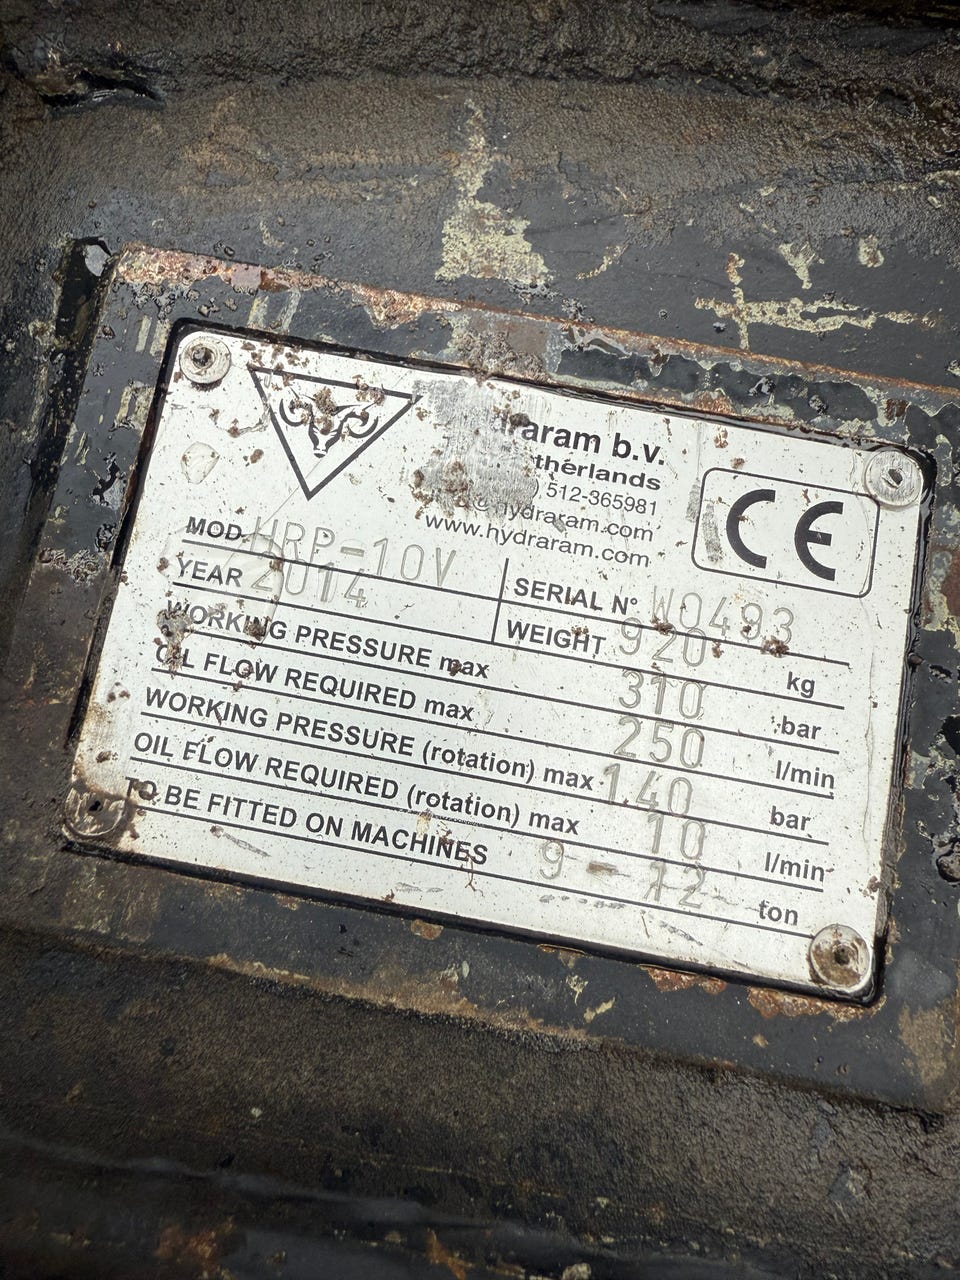 raram b.v.
therlands
) 512-365981
@hydraram.com
www.hydraram.com
CE
MOD. HRP-10V
SERIAL N° W0493
YEAR 2014
WEIGHT 920 kg
WORKING PRESSURE max 310 bar
OIL FLOW REQUIRED max 250 l/min
WORKING PRESSURE (rotation) max 140 bar
OIL FLOW REQUIRED (rotation) max 10 l/min
TO BE FITTED ON MACHINES 9 - 12 ton